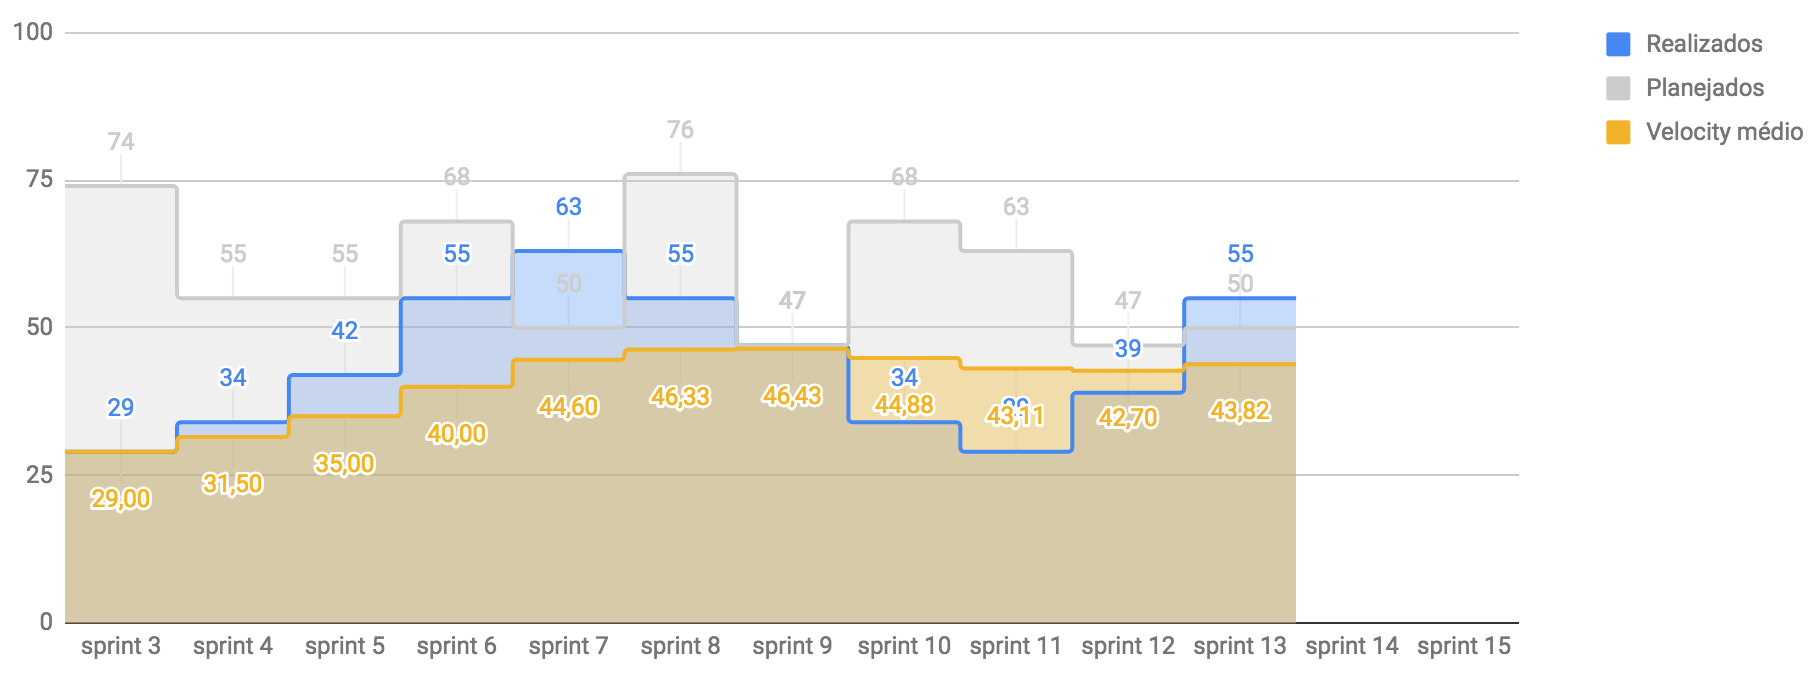 100
75
50
25
0
74
55
55
68
50
76
47
68
63
47
50
29
34
42
55
63
55
34
39
55
29,00
31,50
35,00
40,00
44,60
46,33
46,43
44,88
43,11
42,70
43,82
sprint 3
sprint 4
sprint 5
sprint 6
sprint 7
sprint 8
sprint 9
sprint 10
sprint 11
sprint 12
sprint 13
sprint 14
sprint 15
Realizados
Planejados
Velocity médio